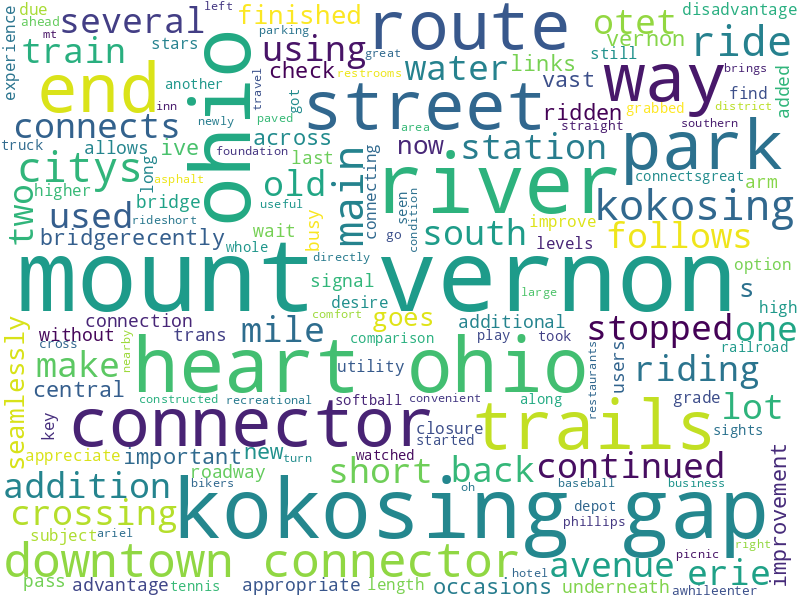 left
due
several
finished
parking
otet
disadvantage
ahead
route
mt
stars
great
vernon
ride
experience
train
ohio
using
water
links
still
check
restrooms
way
brings
another
travel
got
vast
find
added
inn
ridden
grabbed
district
end
street
connects
newly
paved
straight
southern
truck
allows
ive
across
area
now
station
park
asphalt
foundation
last
citys
long
old
main
connecting
river
connectsgreat
higher
bridge
useful
arm
two
used
rideshort
go
seen
condition
kokosing
bridgerecently
whole
wait
busy
south
improve
follows
levels
directly
mount vernon
option
signal
large
s
desire
high
connection
comfort
goes
additional
without
trans
mile
comparison
play
took
stopped
one
cross
railroad
seamlessly
make
nearby
heart ohio
utility
restaurants
users
riding
central
grade
constructed
recreational
softball
convenient
along
key
connector
closure
trails
lot
sights
started
appreciate
important
new
turn
watched
roadway
short
back
continued
improvement
addition
bikers
oh
baseball
business
crossing
kokosing gap
depot
subject
ariel
phillips
right
downtown connector
hotel
avenue
picnic
erie
pass
advantage
tennis
appropriate
length
occasions
underneath
awhileenter